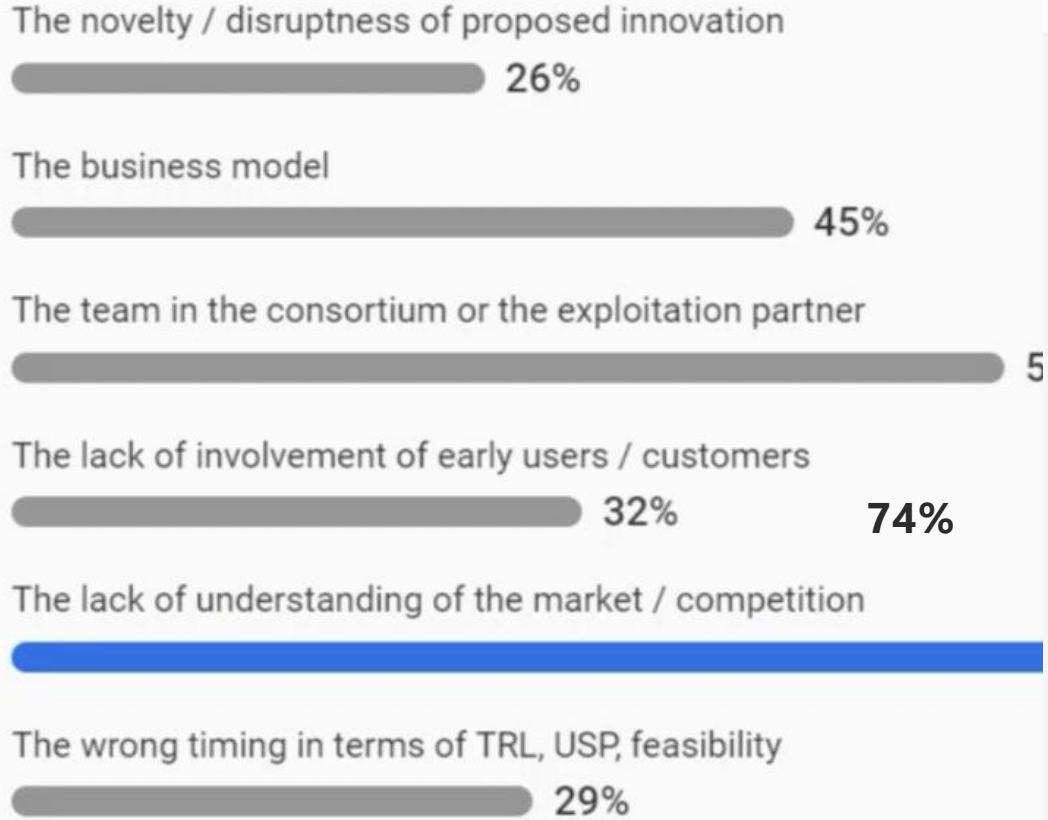 The novelty / disruptness of proposed innovation
26%
The business model
45%
The team in the consortium or the exploitation partner
5
The lack of involvement of early users / customers
32%
74%
The lack of understanding of the market / competition
The wrong timing in terms of TRL, USP, feasibility
29%